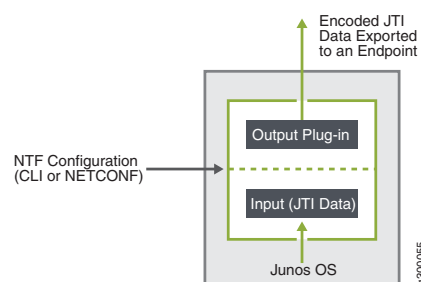 Encoded JTI
Data Exported
to an Endpoint
Output Plug-in
NTF Configuration
(CLI or NETCONF)
Input (JTI Data)
Junos OS